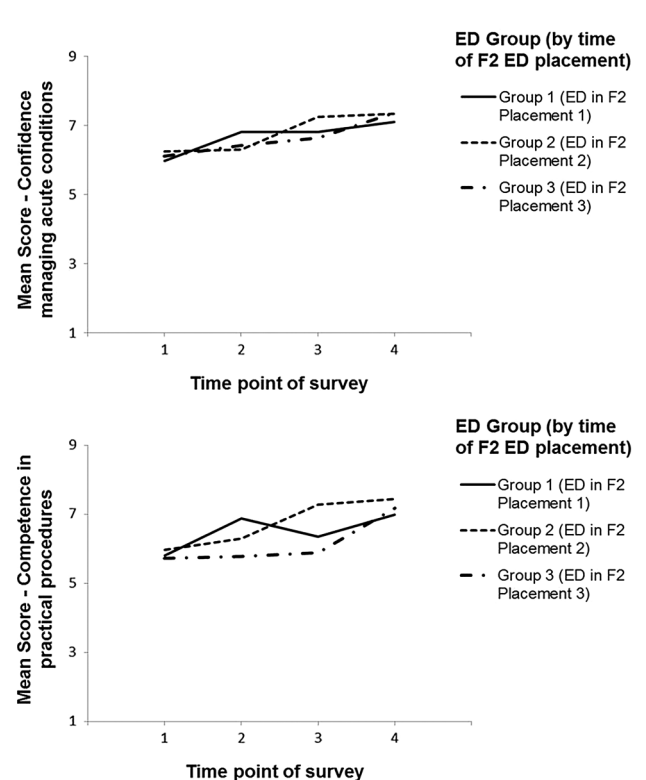 ED Group (by time
of F2 ED placement)
Group 1 (ED in F2
Placement 1)
Group 2 (ED in F2
Placement 2)
Group 3 (ED in F2
Placement 3)
Mean Score - Confidence
managing acute conditions
9
7
5
3
1
1 2 3 4
Time point of survey
ED Group (by time
of F2 ED placement)
Group 1 (ED in F2
Placement 1)
Group 2 (ED in F2
Placement 2)
Group 3 (ED in F2
Placement 3)
Mean Score - Competence in
practical procedures
9
7
5
3
1
1 2 3 4
Time point of survey